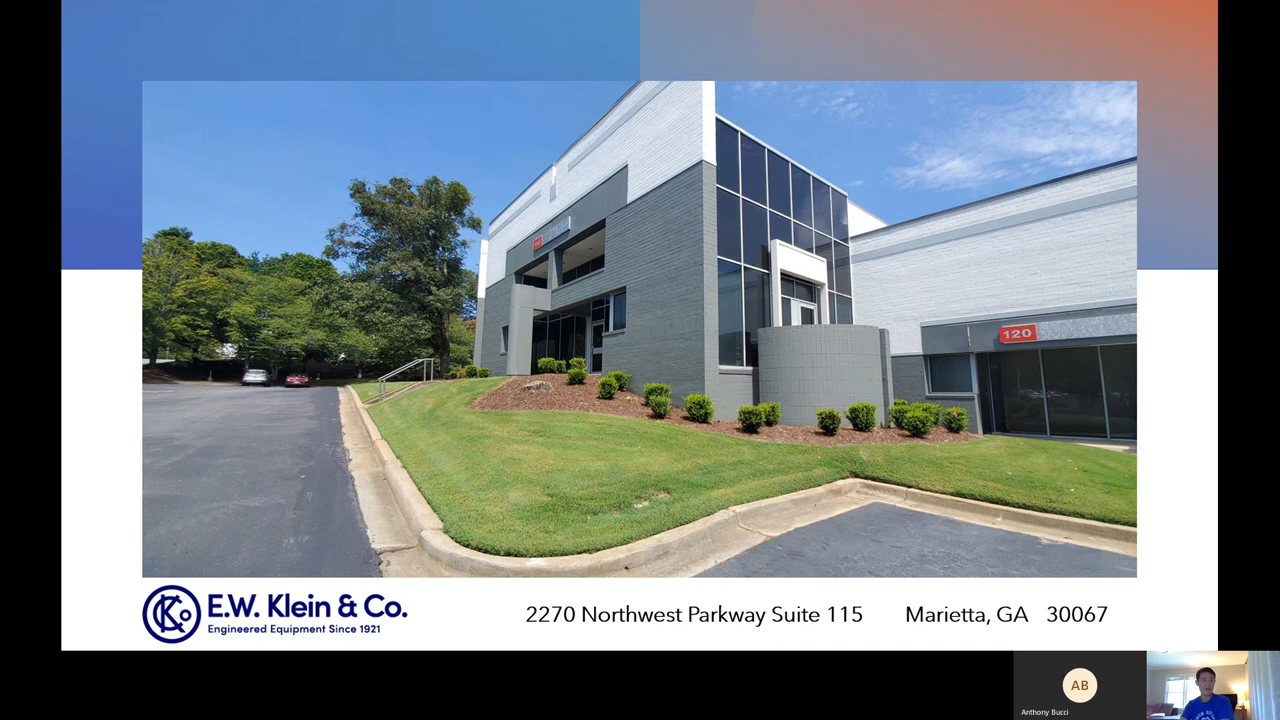 120
E.W. Klein & Co.
Engineered Equipment Since 1921
2270 Northwest Parkway Suite 115 Marietta, GA 30067
AB
Anthony Bucci